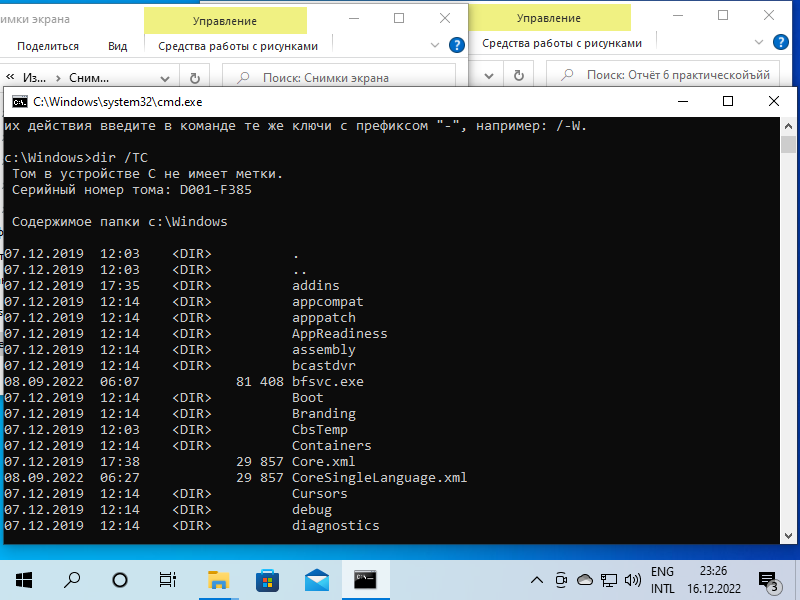 имки экрана
Управление
Управление
Поделиться Вид Средства работы с рисунками
Средства работы с рисунками
?
?
« Из... › Сним...
Поиск: Снимки экрана
Поиск: Отчёт 6 практическойъйй
C:\Windows\system32\cmd.exe
их действия введите в команде те же ключи с префиксом "-", например: /-W.
c:\Windows>dir /TC
Том в устройстве C не имеет метки.
Серийный номер тома: D001-F385
Содержимое папки c:\Windows
07.12.2019 12:03 <DIR> .
07.12.2019 12:03 <DIR> ..
07.12.2019 17:35 <DIR> addins
07.12.2019 12:14 <DIR> appcompat
07.12.2019 12:14 <DIR> apppatch
07.12.2019 12:14 <DIR> AppReadiness
07.12.2019 12:14 <DIR> assembly
07.12.2019 12:14 <DIR> bcastdvr
08.09.2022 06:07 81 408 bfsvc.exe
07.12.2019 12:14 <DIR> Boot
07.12.2019 12:14 <DIR> Branding
07.12.2019 12:03 <DIR> CbsTemp
07.12.2019 12:14 <DIR> Containers
07.12.2019 17:38 29 857 Core.xml
08.09.2022 06:27 29 857 CoreSingleLanguage.xml
07.12.2019 12:14 <DIR> Cursors
07.12.2019 12:14 <DIR> debug
07.12.2019 12:14 <DIR> diagnostics
ENG 23:26
INTL 16.12.2022
3